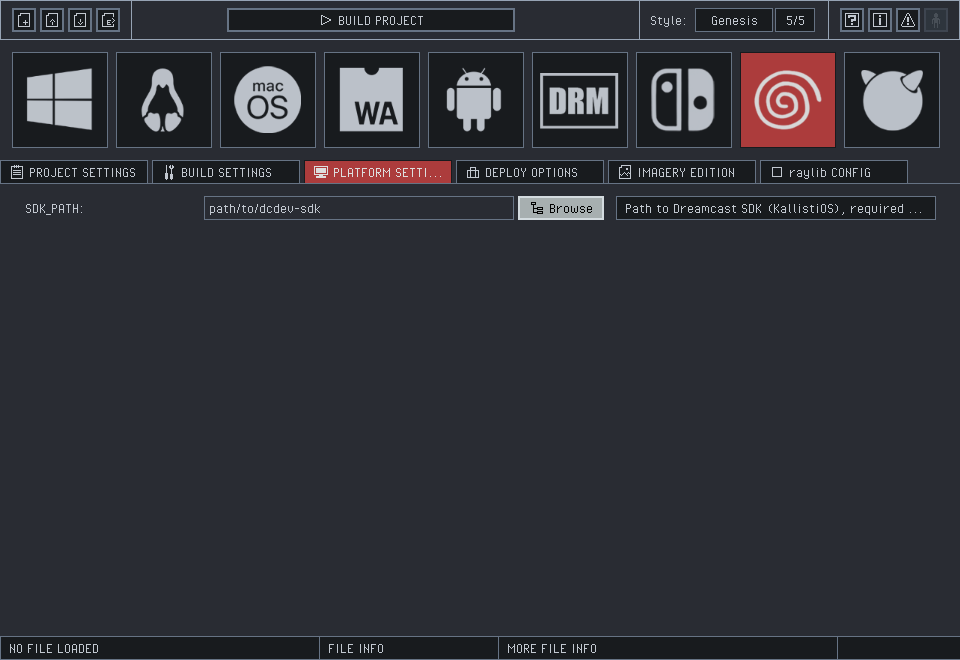 BUILD PROJECT
Style:
Genesis
5/5
mac
OS
WA
DRM
PROJECT SETTINGS
BUILD SETTINGS
PLATFORM SETTI...
DEPLOY OPTIONS
IMAGERY EDITION
raylib CONFIG
SDK_PATH:
path/to/dcdev-sdk
Browse
Path to Dreamcast SDK (KallistiOS), required ...
NO FILE LOADED
FILE INFO
MORE FILE INFO